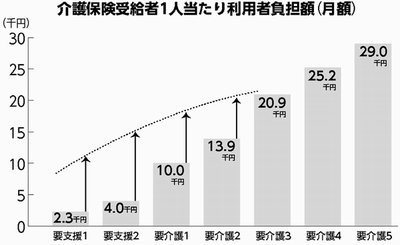 介護保険受給者1人当たり利用者負担額(月額)
(千円)
30
25
20
15
10
5
0
2.3千円
4.0千円
10.0
千円
13.9
千円
20.9
千円
25.2
千円
29.0
千円
要支援1 要支援2 要介護1 要介護2 要介護3 要介護4 要介護5